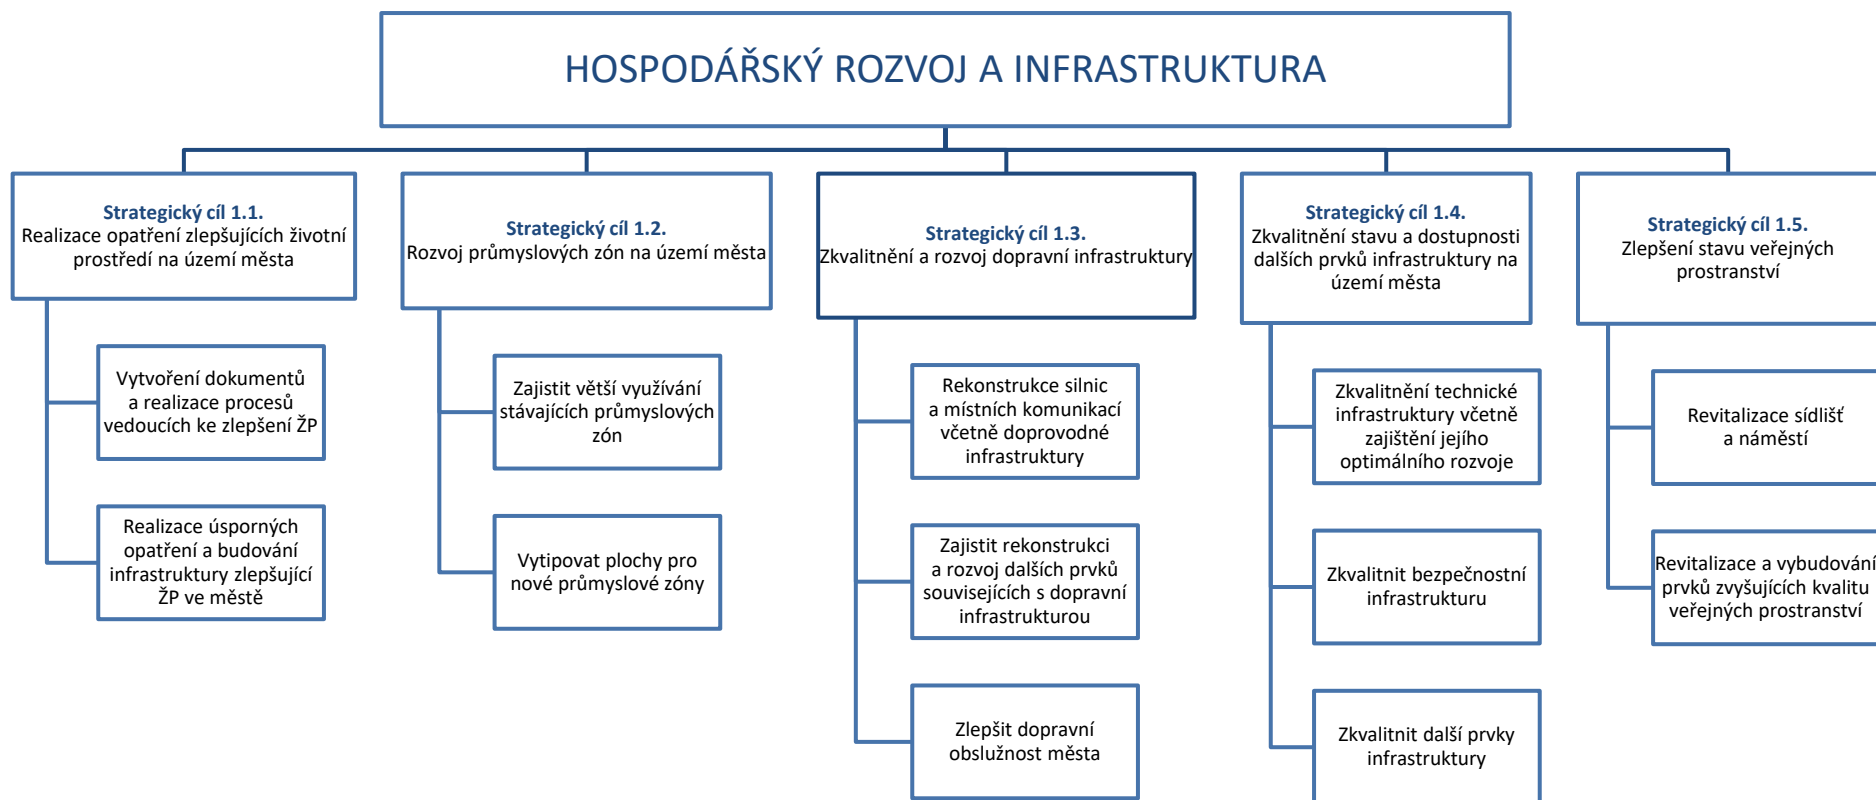 HOSPODÁŘSKÝ ROZVOJ A INFRASTRUKTURA
Strategický cíl 1.1.
Realizace opatření zlepšujících životní
prostředí na území města
Vytvoření dokumentů
a realizace procesů
vedoucích ke zlepšení ŽP
Realizace úsporných
opatření a budování
infrastruktury zlepšující
ŽP ve městě
Strategický cíl 1.2.
Rozvoj průmyslových zón na území města
Zajistit větší využívání
stávajících průmyslových
zón
Vytipovat plochy pro
nové průmyslové zóny
Strategický cíl 1.3.
Zkvalitnění a rozvoj dopravní infrastruktury
Rekonstrukce silnic
a místních komunikací
včetně doprovodné
infrastruktury
Zajistit rekonstrukci
a rozvoj dalších prvků
souvisejících s dopravní
infrastrukturou
Zlepšit dopravní
obslužnost města
Strategický cíl 1.4.
Zkvalitnění stavu a dostupnosti
dalších prvků infrastruktury na
území města
Zkvalitnění technické
infrastruktury včetně
zajištění jejího
optimálního rozvoje
Zkvalitnit bezpečnostní
infrastrukturu
Zkvalitnit další prvky
infrastruktury
Strategický cíl 1.5.
Zlepšení stavu veřejných
prostranství
Revitalizace sídlišť
a náměstí
Revitalizace a vybudování
prvků zvyšujících kvalitu
veřejných prostranství